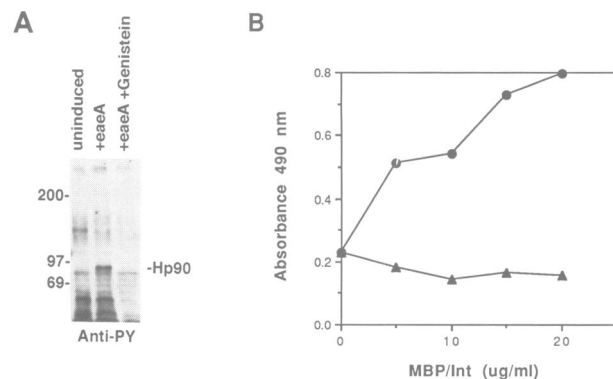 A
uninduced
+eaeA
+eaeA +Genistein
200-
97-
69-
-Hp90
Anti-PY
B
Absorbance 490 nm
0.8
0.6
0.4
0.2
0.0
0
10
20
MBP/Int (ug/ml)